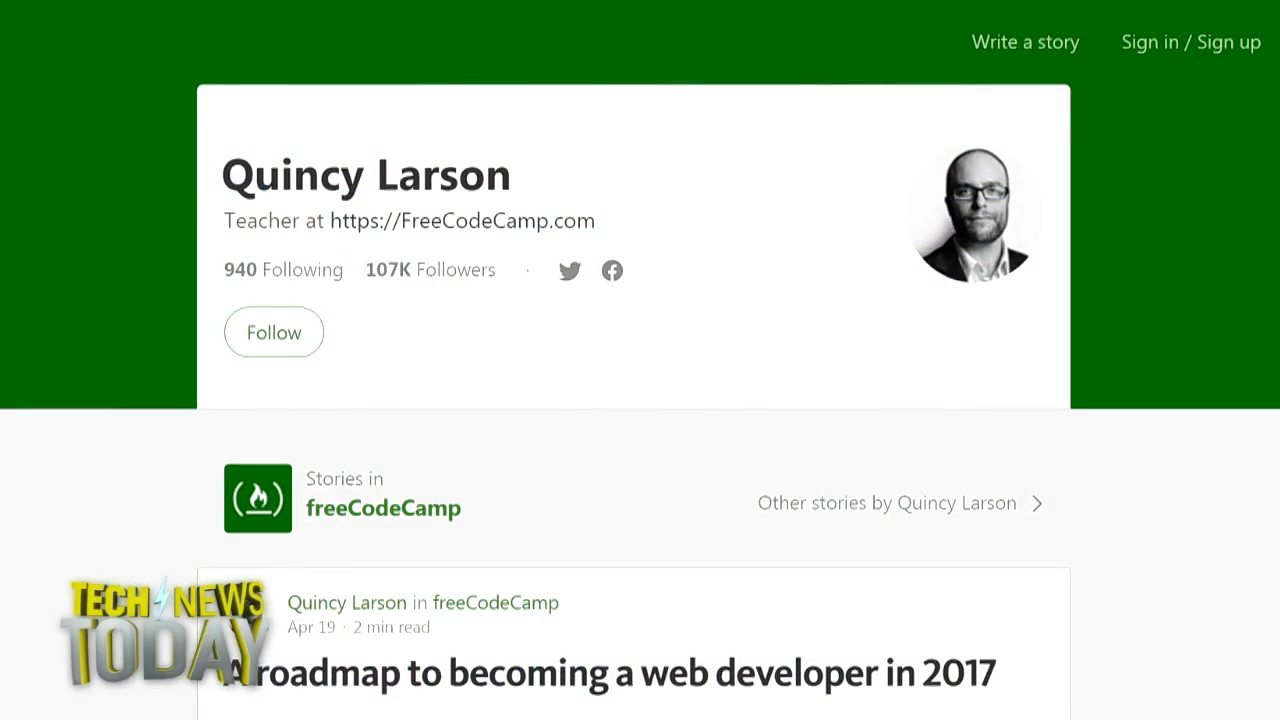 Write a story Sign in / Sign up
Quincy Larson
Teacher at https://FreeCodeCamp.com
940 Following 107K Followers ·
Follow
Stories in
freeCodeCamp
Other stories by Quincy Larson
Quincy Larson in freeCodeCamp
Apr 19 · 2 min read
A roadmap to becoming a web developer in 2017
TECH NEWS
TODAY